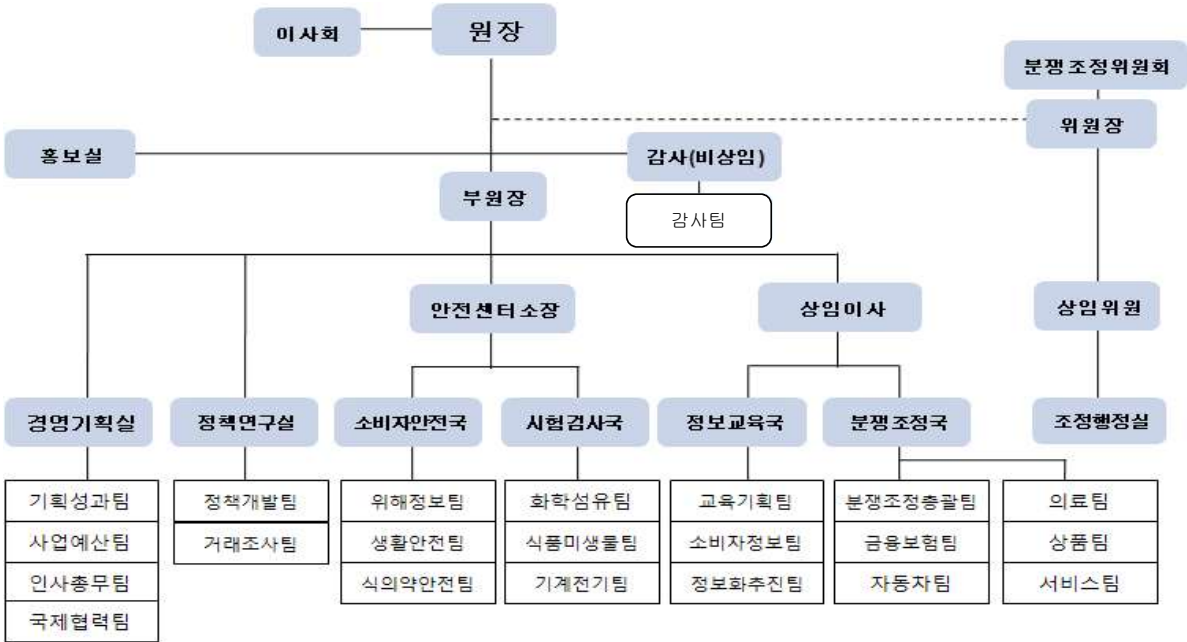 이사회
원장
분쟁조정위원회
위원장
홍보실
감사(비상임)
부원장
감사팀
안전센터소장
상임이사
상임위원
경영기획실
정책연구실
소비자안전국
시험검사국
정보교육국
분쟁조정국
조정행정실
기획성과팀
사업예산팀
인사총무팀
국제협력팀
정책개발팀
거래조사팀
위해정보팀
생활안전팀
식의약안전팀
화학섬유팀
식품미생물팀
기계전기팀
교육기획팀
소비자정보팀
정보화추진팀
분쟁조정총괄팀
금융보험팀
자동차팀
의료팀
상품팀
서비스팀